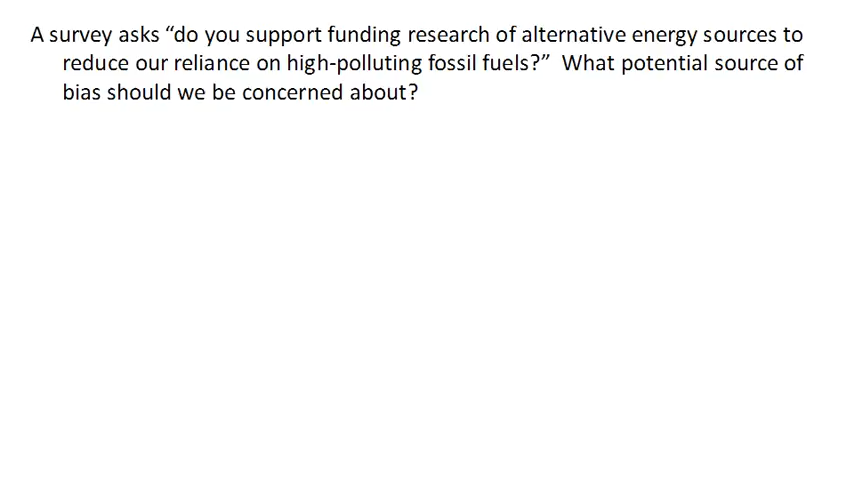 A survey asks “do you support funding research of alternative energy sources to
reduce our reliance on high-polluting fossil fuels?”  What potential source of
bias should we be concerned about?